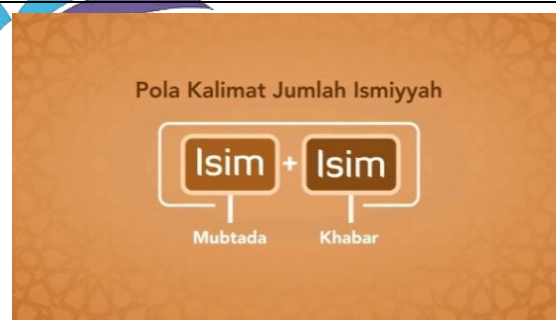 Pola Kalimat Jumlah Ismiyyah
Isim + Isim
Mubtada Khabar